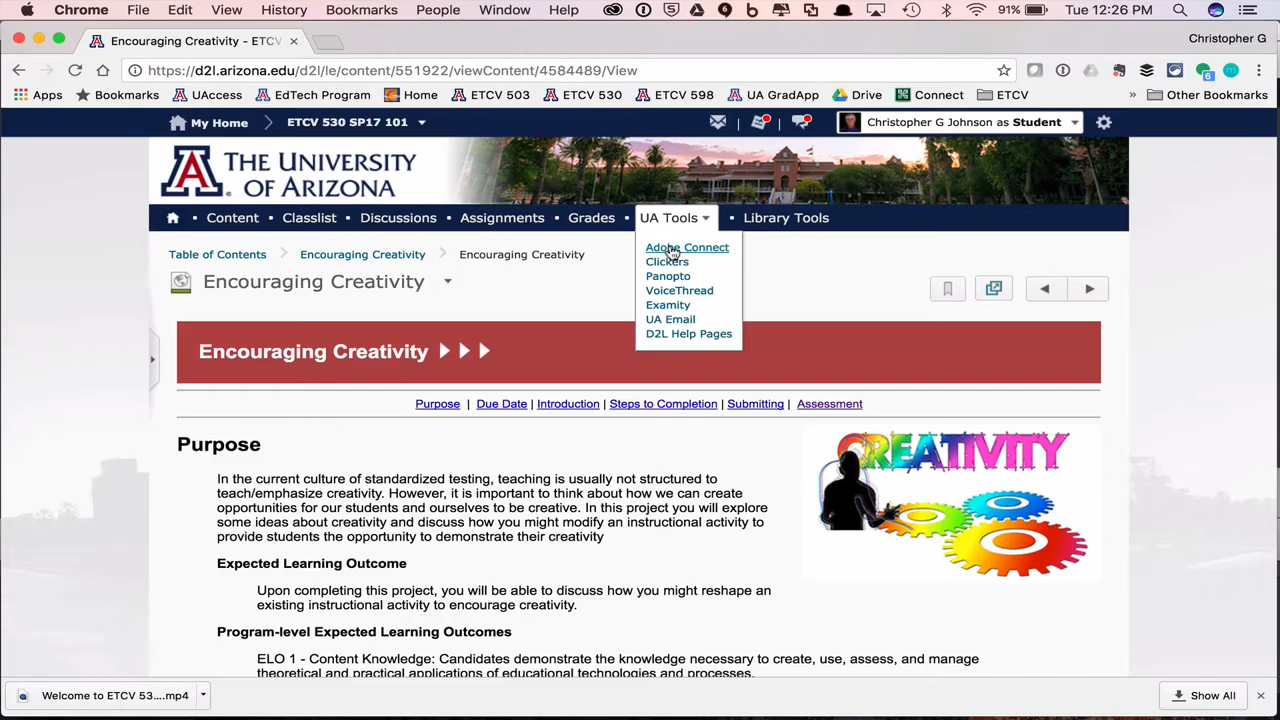 Chrome File Edit View History Bookmarks People Window Help 91% Tue 12:26 PM
Encouraging Creativity - ETC
Christopher G
https://d2l.arizona.edu/d2l/le/content/551922/viewContent/4584489/View
Apps Bookmarks UAccess EdTech Program Home ETCV 503 ETCV 530 ETCV 598 UA GradApp Drive Connect ETCV » Other Bookmarks
My Home ETCV 530 SP17 101 Christopher G Johnson as Student
THE UNIVERSITY
OF ARIZONA
Content • Classlist • Discussions • Assignments • Grades • UA Tools • Library Tools
Adobe Connect
Clickers
Panopto
VoiceThread
Examity
UA Email
D2L Help Pages
Table of Contents Encouraging Creativity Encouraging Creativity
Encouraging Creativity
Encouraging Creativity
Purpose | Due Date | Introduction | Steps to Completion | Submitting | Assessment
Purpose
CREATIVITY
In the current culture of standardized testing, teaching is usually not structured to
teach/emphasize creativity. However, it is important to think about how we can create
opportunities for our students and ourselves to be creative. In this project you will explore
some ideas about creativity and discuss how you might modify an instructional activity to
provide students the opportunity to demonstrate their creativity
Expected Learning Outcome
Upon completing this project, you will be able to discuss how you might reshape an
existing instructional activity to encourage creativity.
Program-level Expected Learning Outcomes
ELO 1 - Content Knowledge: Candidates demonstrate the knowledge necessary to create, use, assess, and manage
theoretical and practical applications of educational technologies and processes.
Welcome to ETCV 53....mp4 Show All